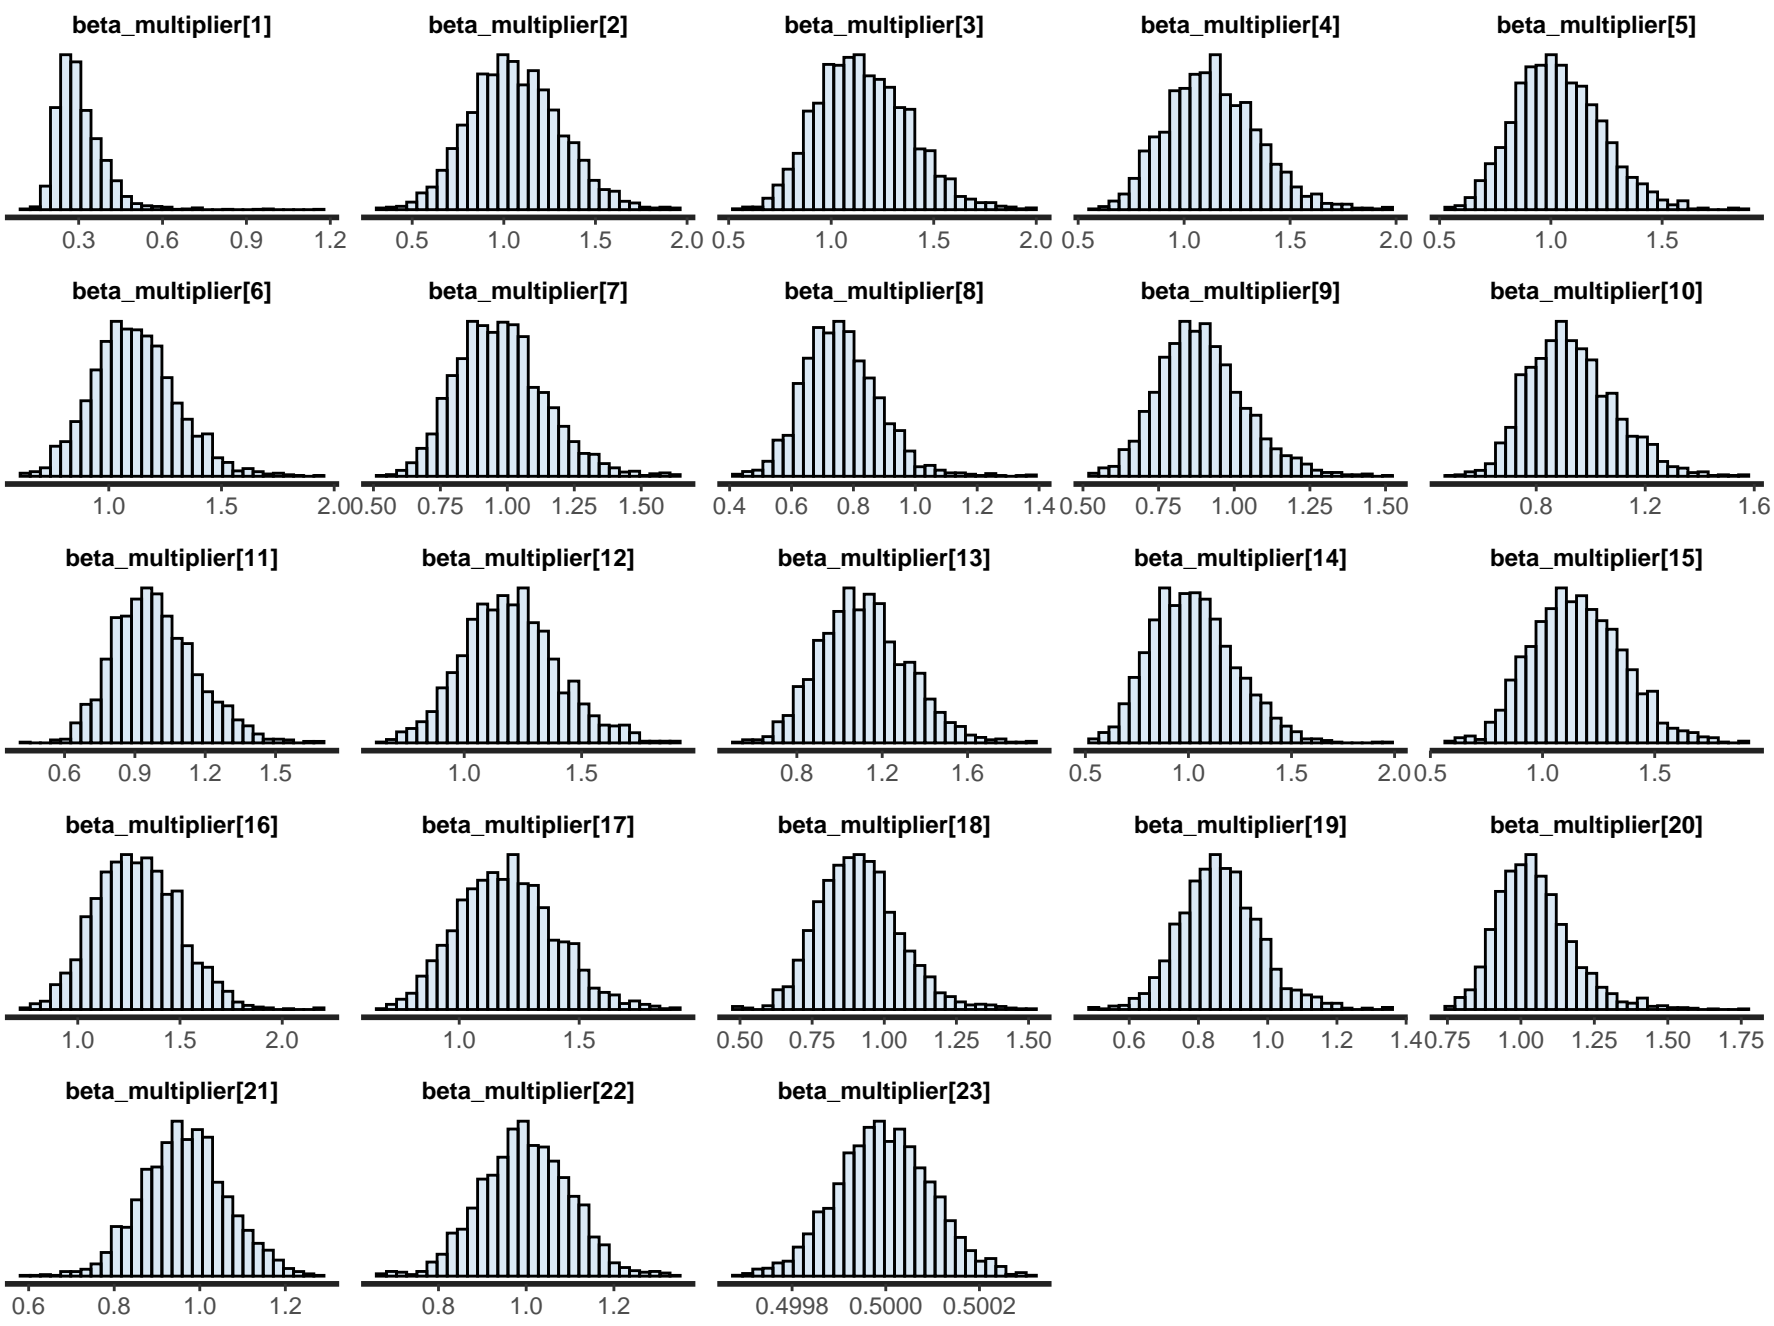 beta_multiplier[1] beta_multiplier[2] beta_multiplier[3] beta_multiplier[4] beta_multiplier[5]
0.3 0.6 0.9 1.2 0.5 1.0 1.5 2.0 0.5 1.0 1.5 2.0 0.5 1.0 1.5 2.0 0.5 1.0 1.5
beta_multiplier[6] beta_multiplier[7] beta_multiplier[8] beta_multiplier[9] beta_multiplier[10]
1.0 1.5 2.0 0.50 0.75 1.00 1.25 1.50 0.4 0.6 0.8 1.0 1.2 1.4 0.50 0.75 1.00 1.25 1.50 0.8 1.2 1.6
beta_multiplier[11] beta_multiplier[12] beta_multiplier[13] beta_multiplier[14] beta_multiplier[15]
0.6 0.9 1.2 1.5 1.0 1.5 0.8 1.2 1.6 0.5 1.0 1.5 2.0 0.5 1.0 1.5
beta_multiplier[16] beta_multiplier[17] beta_multiplier[18] beta_multiplier[19] beta_multiplier[20]
1.0 1.5 2.0 1.0 1.5 0.50 0.75 1.00 1.25 1.50 0.6 0.8 1.0 1.2 1.4 0.75 1.00 1.25 1.50 1.75
beta_multiplier[21] beta_multiplier[22] beta_multiplier[23]
0.6 0.8 1.0 1.2 0.8 1.0 1.2 0.4998 0.5000 0.5002